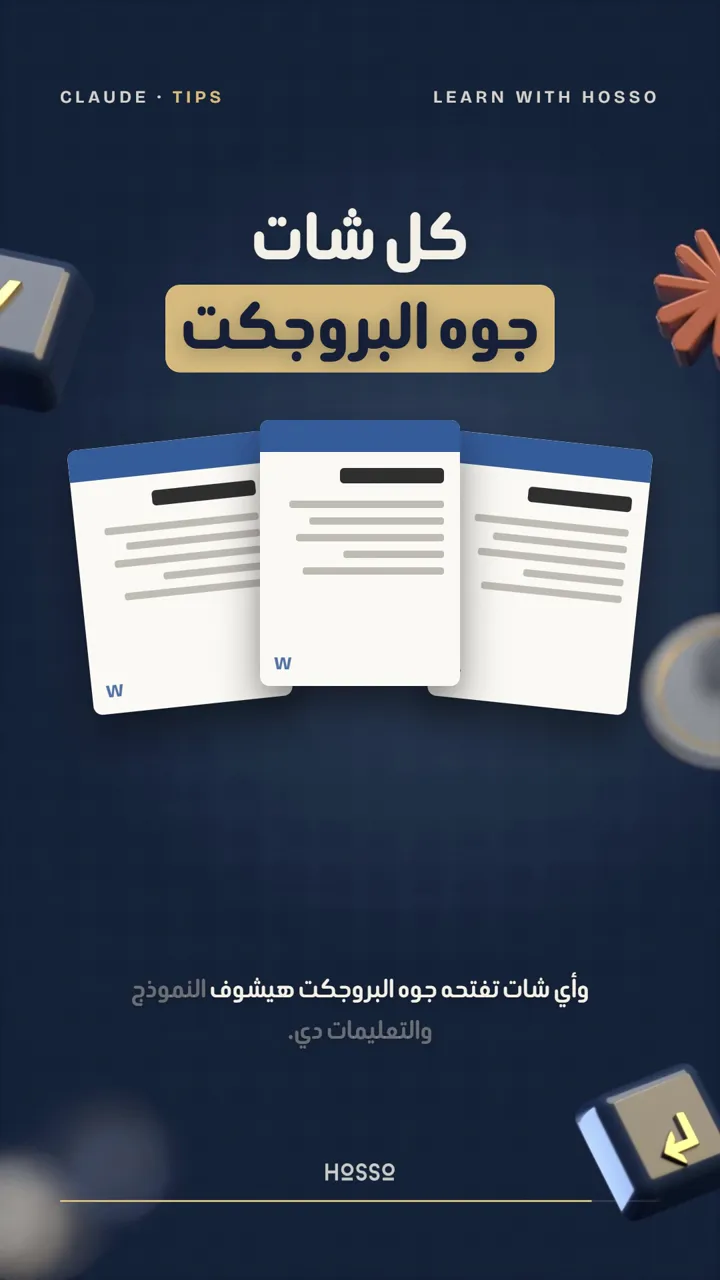 CLAUDE · TIPS
LEARN WITH HOSSO
كل شات
جوه البروجكت
W
W
وأي شات تفتحه جوه البروجكت هيشوف النموذج
والتعليمات دي.
HOSSO